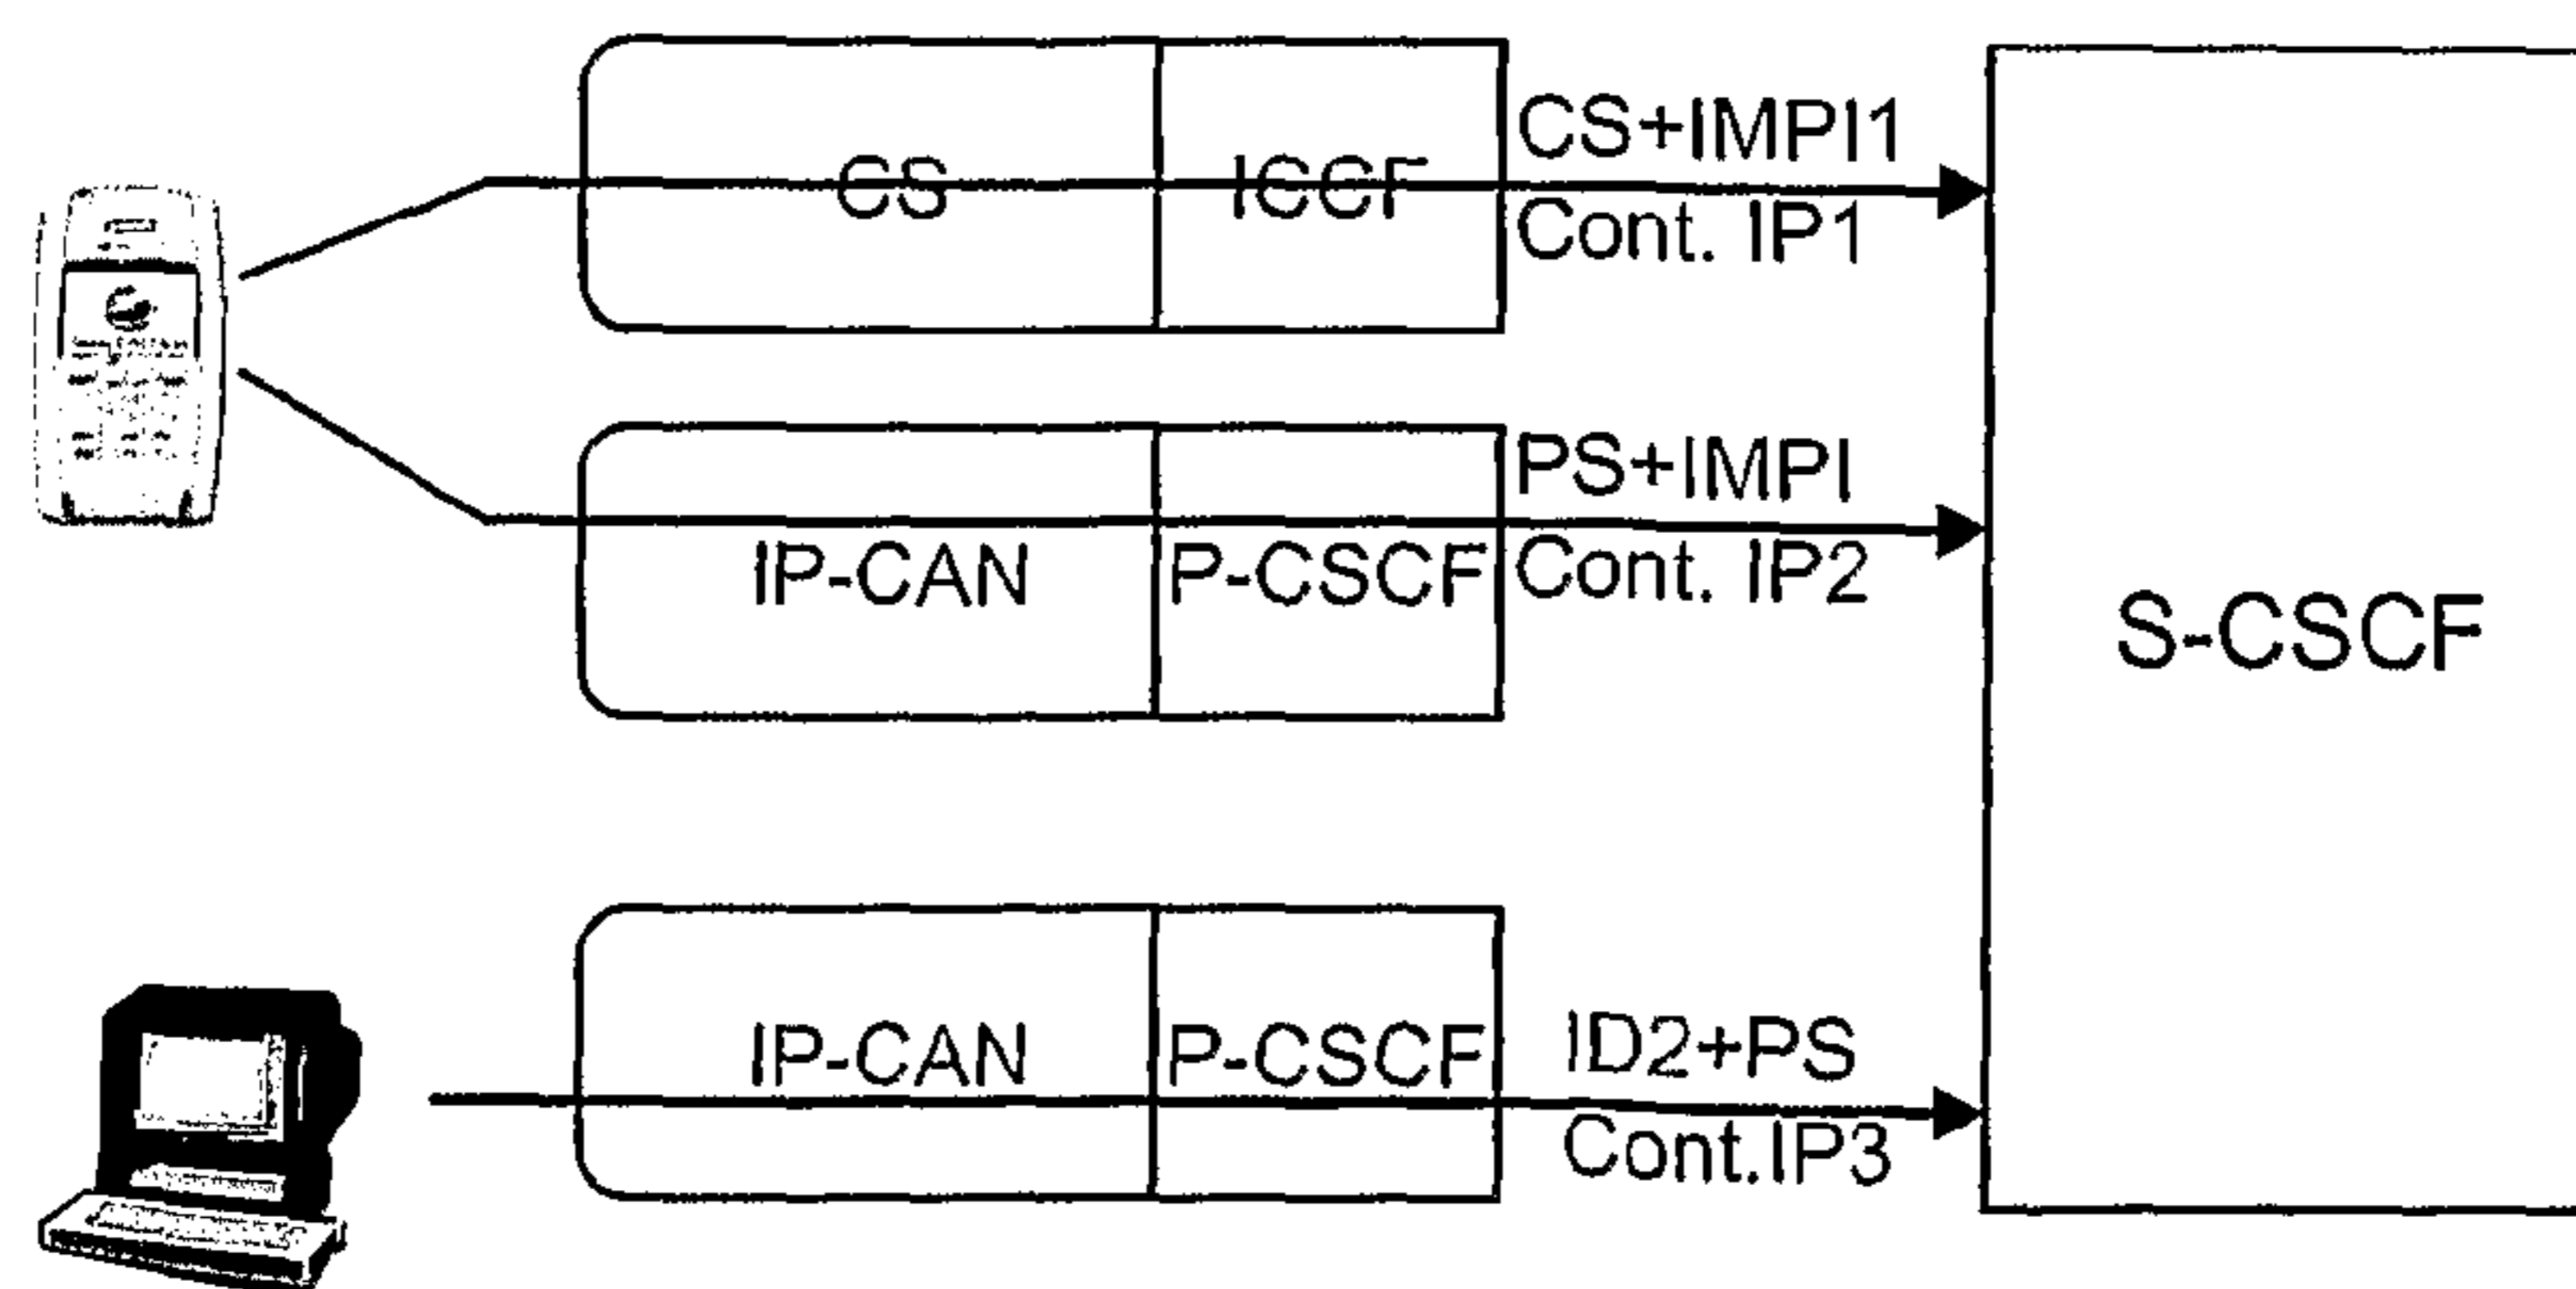 CS
ICCF
CS+IMPI1
Cont. IP1
IP-CAN
P-CSCF
PS+IMPI
Cont. IP2
S-CSCF
IP-CAN
P-CSCF
ID2+PS
Cont.IP3